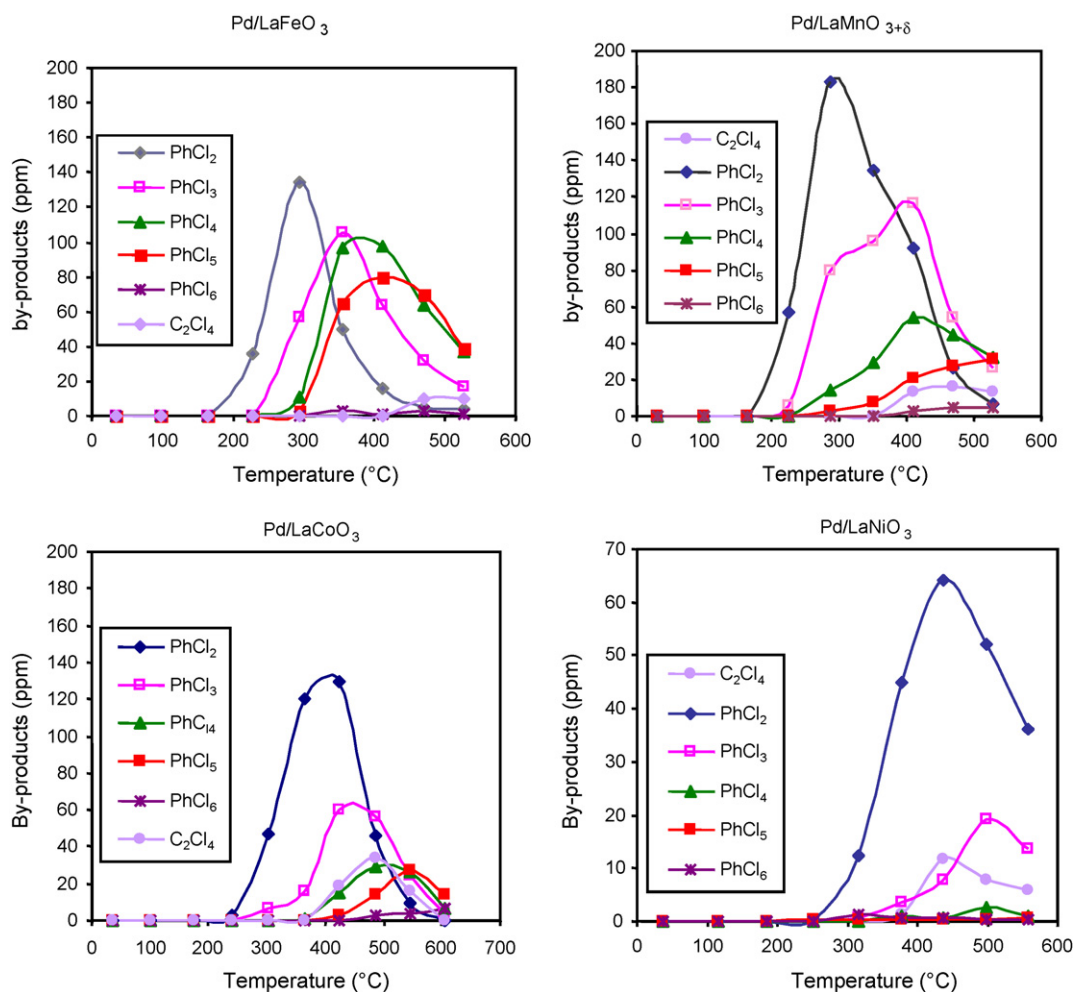 Pd/LaFeO 3
by-products (ppm)
200
180
160
140
120
100
80
60
40
20
0
PhCl2
PhCl3
PhCl4
PhCl5
PhCl6
C2Cl4
0 100 200 300 400 500 600
Temperature (°C)
Pd/LaMnO 3+δ
by-products (ppm)
200
180
160
140
120
100
80
60
40
20
0
C2Cl4
PhCl2
PhCl3
PhCl4
PhCl5
PhCl6
0 100 200 300 400 500 600
Temperature (°C)
Pd/LaCoO3
By-products (ppm)
200
180
160
140
120
100
80
60
40
20
0
PhCl2
PhCl3
PhCl4
PhCl5
PhCl6
C2Cl4
0 100 200 300 400 500 600 700
Temperature (°C)
Pd/LaNiO3
By-products (ppm)
70
60
50
40
30
20
10
0
C2Cl4
PhCl2
PhCl3
PhCl4
PhCl5
PhCl6
0 100 200 300 400 500 600
Temperature (°C)